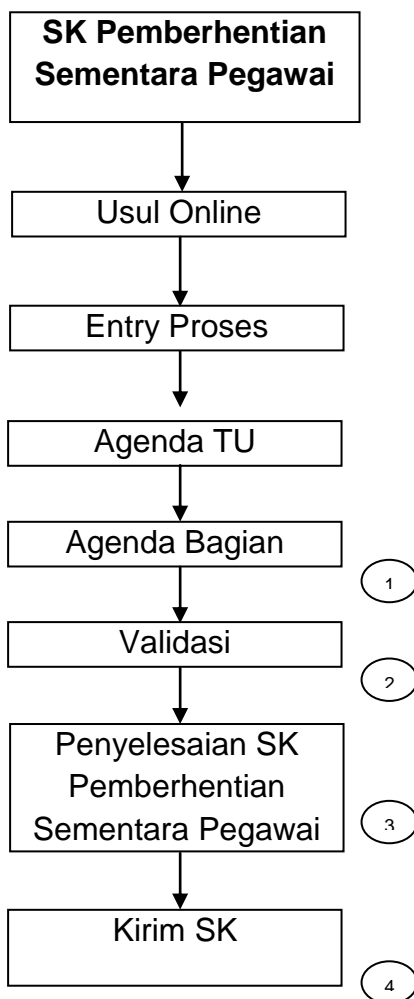 SK Pemberhentian
Sementara Pegawai
Usul Online
Entry Proses
Agenda TU
Agenda Bagian
1
Validasi
2
Penyelesaian SK
Pemberhentian
Sementara Pegawai
3
Kirim SK
4